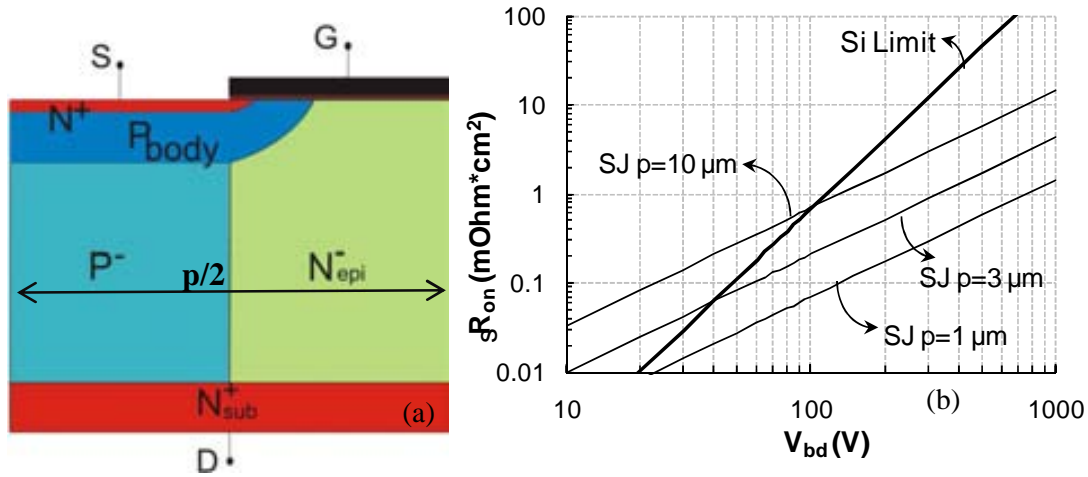 S
G
N+
Pbody
P-
p/2
N-epi
N+sub
(a)
D
SRon (mOhm*cm2)
100
10
1
0.1
0.01
Si Limit
SJ p=10 µm
SJ p=3 µm
SJ p=1 µm
(b)
10
100
1000
Vbd (V)